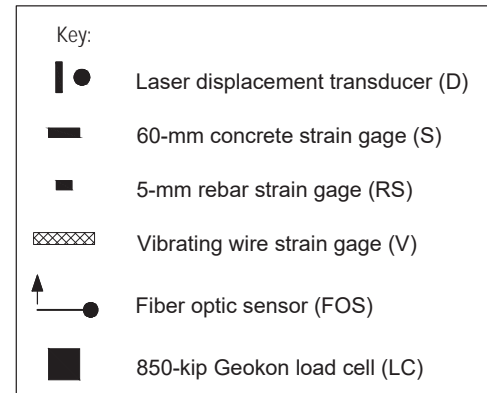 Key:
Laser displacement transducer (D)
60-mm concrete strain gage (S)
5-mm rebar strain gage (RS)
Vibrating wire strain gage (V)
Fiber optic sensor (FOS)
850-kip Geokon load cell (LC)